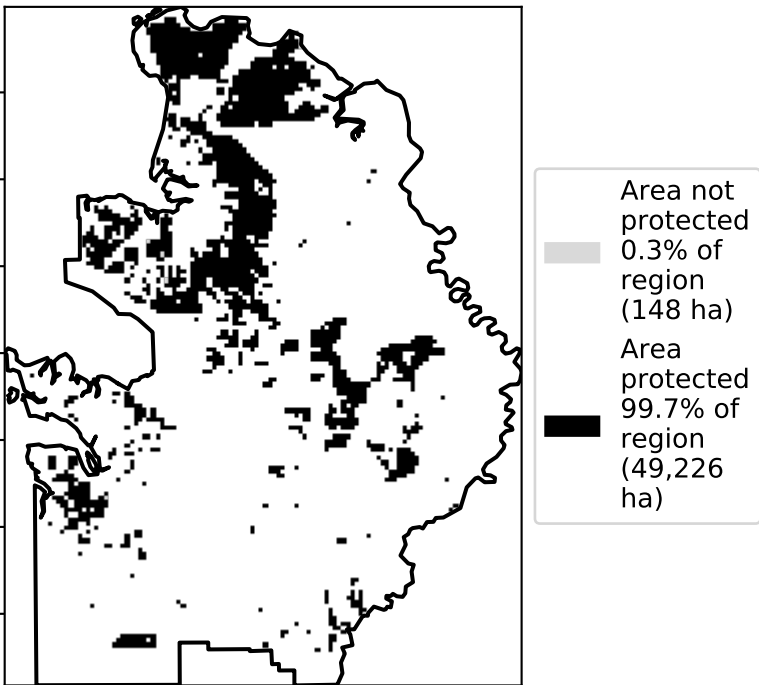 Area not
protected
0.3% of
region
(148 ha)
Area
protected
99.7% of
region
(49,226
ha)